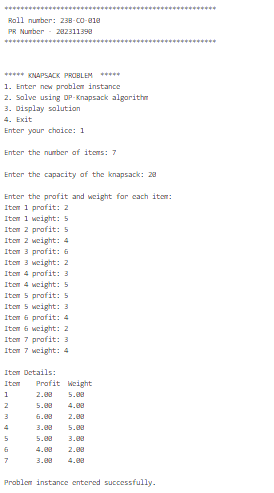 ****************************************************
Roll number: 23B-CO-010
PR Number - 202311390
****************************************************
***** KNAPSACK PROBLEM *****
1. Enter new problem instance
2. Solve using DP-Knapsack algorithm
3. Display solution
4. Exit
Enter your choice: 1
Enter the number of items: 7
Enter the capacity of the knapsack: 20
Enter the profit and weight for each item:
Item 1 profit: 2
Item 1 weight: 5
Item 2 profit: 5
Item 2 weight: 4
Item 3 profit: 6
Item 3 weight: 2
Item 4 profit: 3
Item 4 weight: 5
Item 5 profit: 5
Item 5 weight: 3
Item 6 profit: 4
Item 6 weight: 2
Item 7 profit: 3
Item 7 weight: 4
Item Details:
Item Profit Weight
1 2.00 5.00
2 5.00 4.00
3 6.00 2.00
4 3.00 5.00
5 5.00 3.00
6 4.00 2.00
7 3.00 4.00
Problem instance entered successfully.